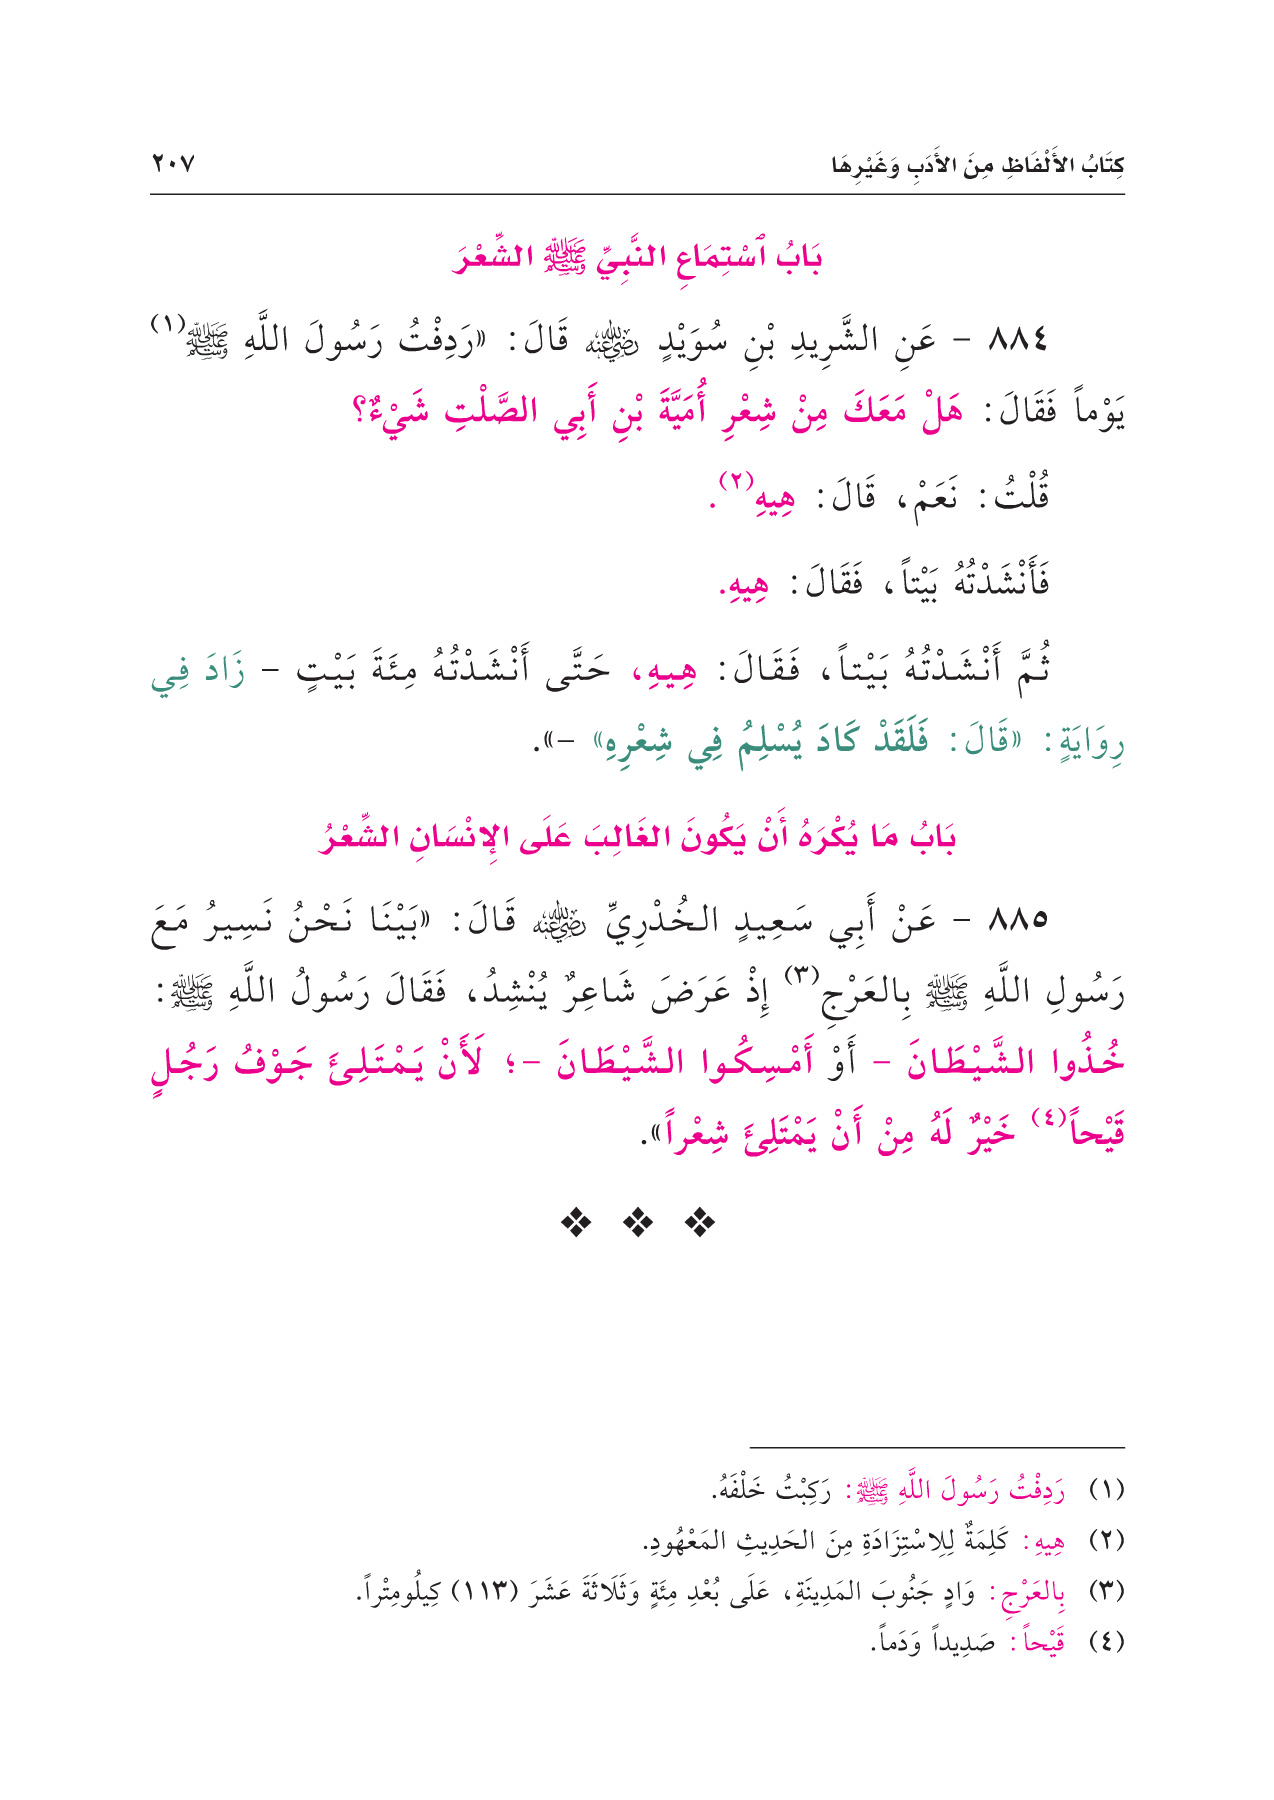 كِتَابُ الأَلْفَاظِ مِنَ الأَدَبِ وَغَيْرِهَا ٢٠٧
بَابُ ٱسْتِمَاعِ النَّبِيِّ ﷺ الشِّعْرَ
٨٨٤ – عَنِ الشَّرِيدِ بْنِ سُوَيْدٍ رضي الله عنه قَالَ: «رَدِفْتُ رَسُولَ اللَّهِ ﷺ(١)
يَوْماً فَقَالَ: هَلْ مَعَكَ مِنْ شِعْرِ أُمَيَّةَ بْنِ أَبِي الصَّلْتِ شَيْءٌ؟
قُلْتُ: نَعَمْ، قَالَ: هِيهِ(٢).
فَأَنْشَدْتُهُ بَيْتاً، فَقَالَ: هِيهِ.
ثُمَّ أَنْشَدْتُهُ بَيْتاً، فَقَالَ: هِيهِ، حَتَّى أَنْشَدْتُهُ مِئَةَ بَيْتٍ – زَادَ فِي
رِوَايَةٍ: «قَالَ: فَلَقَدْ كَادَ يُسْلِمُ فِي شِعْرِهِ» –».
بَابُ مَا يُكْرَهُ أَنْ يَكُونَ الغَالِبَ عَلَى الإِنْسَانِ الشِّعْرُ
٨٨٥ – عَنْ أَبِي سَعِيدٍ الخُدْرِيِّ رضي الله عنه قَالَ: «بَيْنَا نَحْنُ نَسِيرُ مَعَ
رَسُولِ اللَّهِ ﷺ بِالعَرْجِ(٣) إِذْ عَرَضَ شَاعِرٌ يُنْشِدُ، فَقَالَ رَسُولُ اللَّهِ ﷺ:
خُذُوا الشَّيْطَانَ – أَوْ أَمْسِكُوا الشَّيْطَانَ –؛ لَأَنْ يَمْتَلِئَ جَوْفُ رَجُلٍ
قَيْحاً(٤) خَيْرٌ لَهُ مِنْ أَنْ يَمْتَلِئَ شِعْراً».
(١) رَدِفْتُ رَسُولَ اللَّهِ ﷺ: رَكِبْتُ خَلْفَهُ.
(٢) هِيهِ: كَلِمَةٌ لِلِاسْتِزَادَةِ مِنَ الحَدِيثِ المَعْهُودِ.
(٣) بِالعَرْجِ: وَادٍ جَنُوبَ المَدِينَةِ، عَلَى بُعْدِ مِئَةٍ وَثَلَاثَةَ عَشَرَ (١١٣) كِيلُومِتْراً.
(٤) قَيْحاً: صَدِيداً وَدَماً.